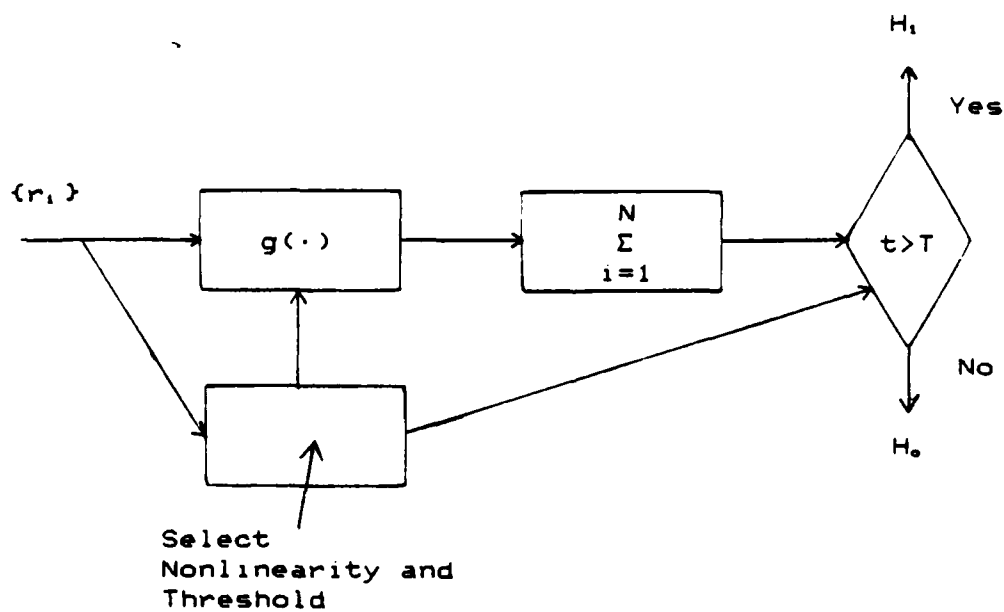 H₁
Yes
{rᵢ}
g(·)
N
Σ
i=1
t>T
No
H₀
Select
Nonlinearity and
Threshold